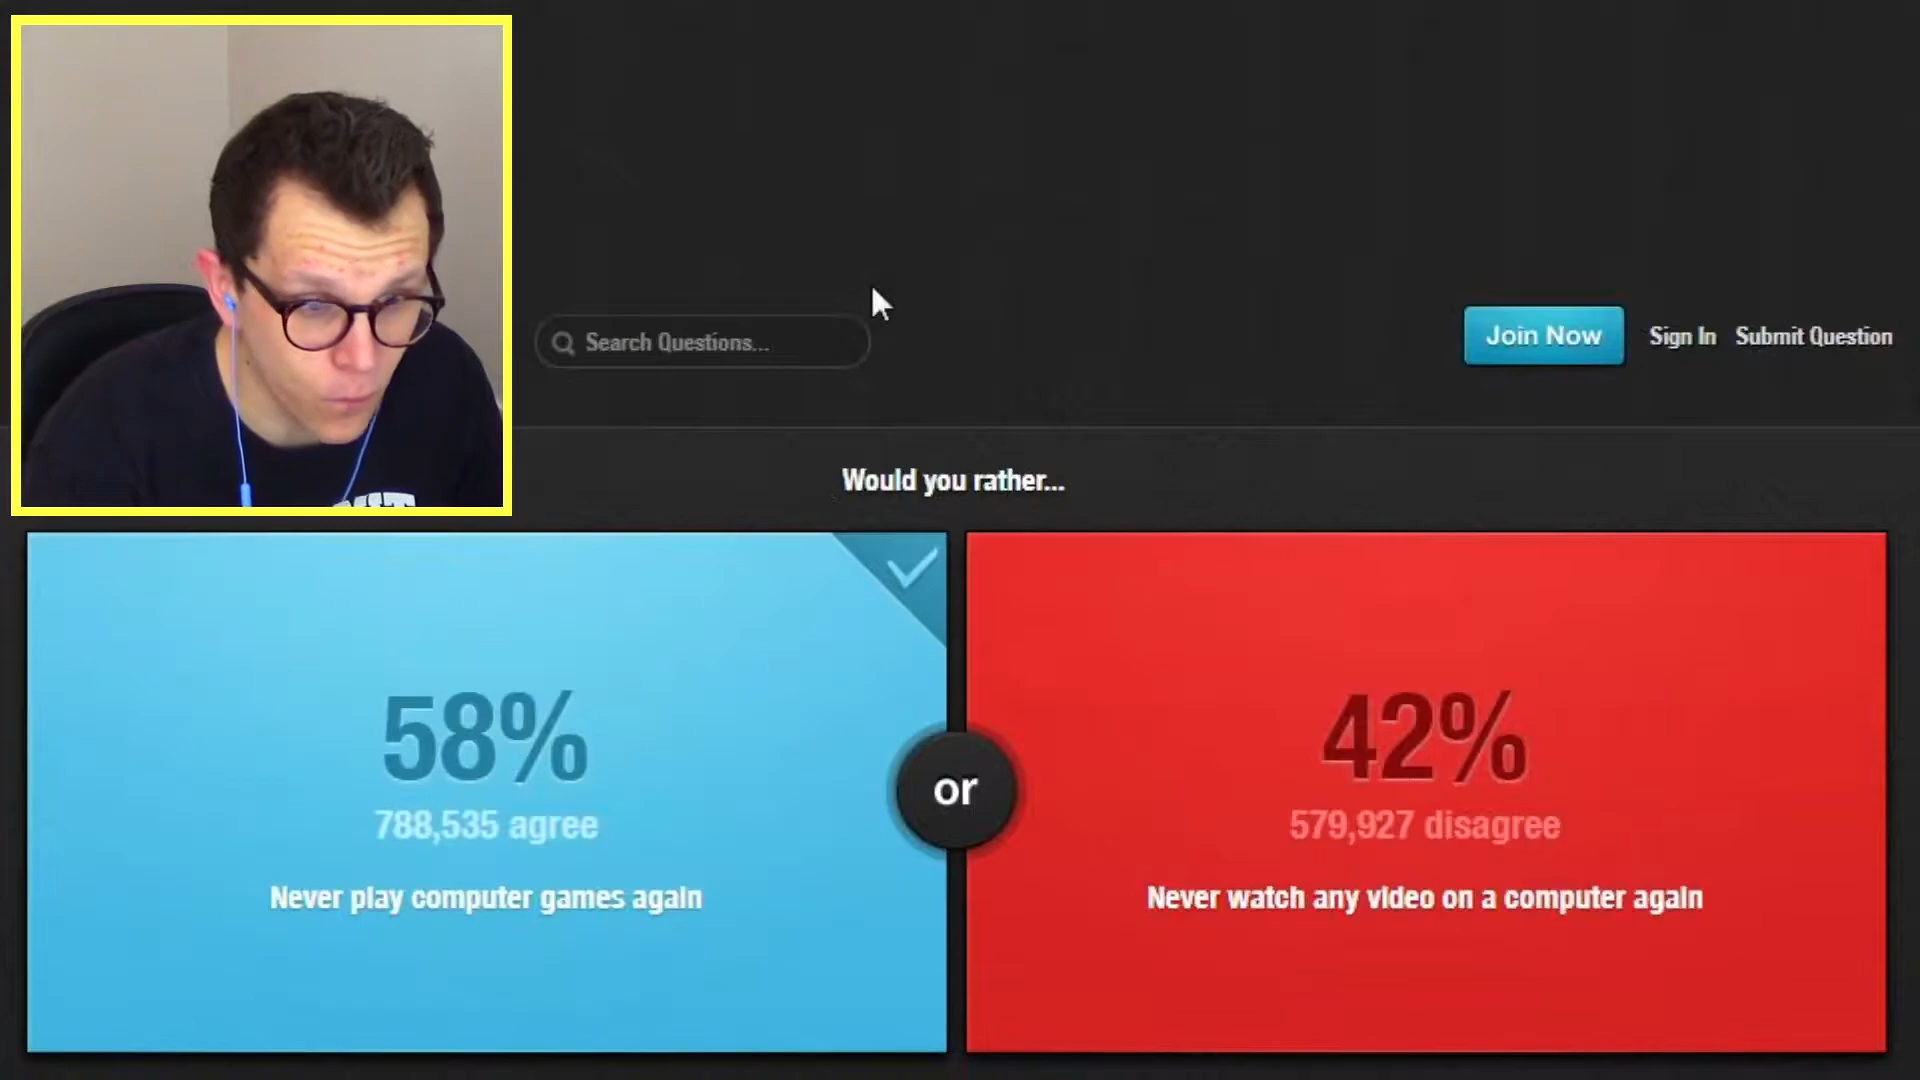 Search Questions...
Join Now
Sign In
Submit Question
Would you rather...
58%
788,535 agree
Never play computer games again
or
42%
579,927 disagree
Never watch any video on a computer again